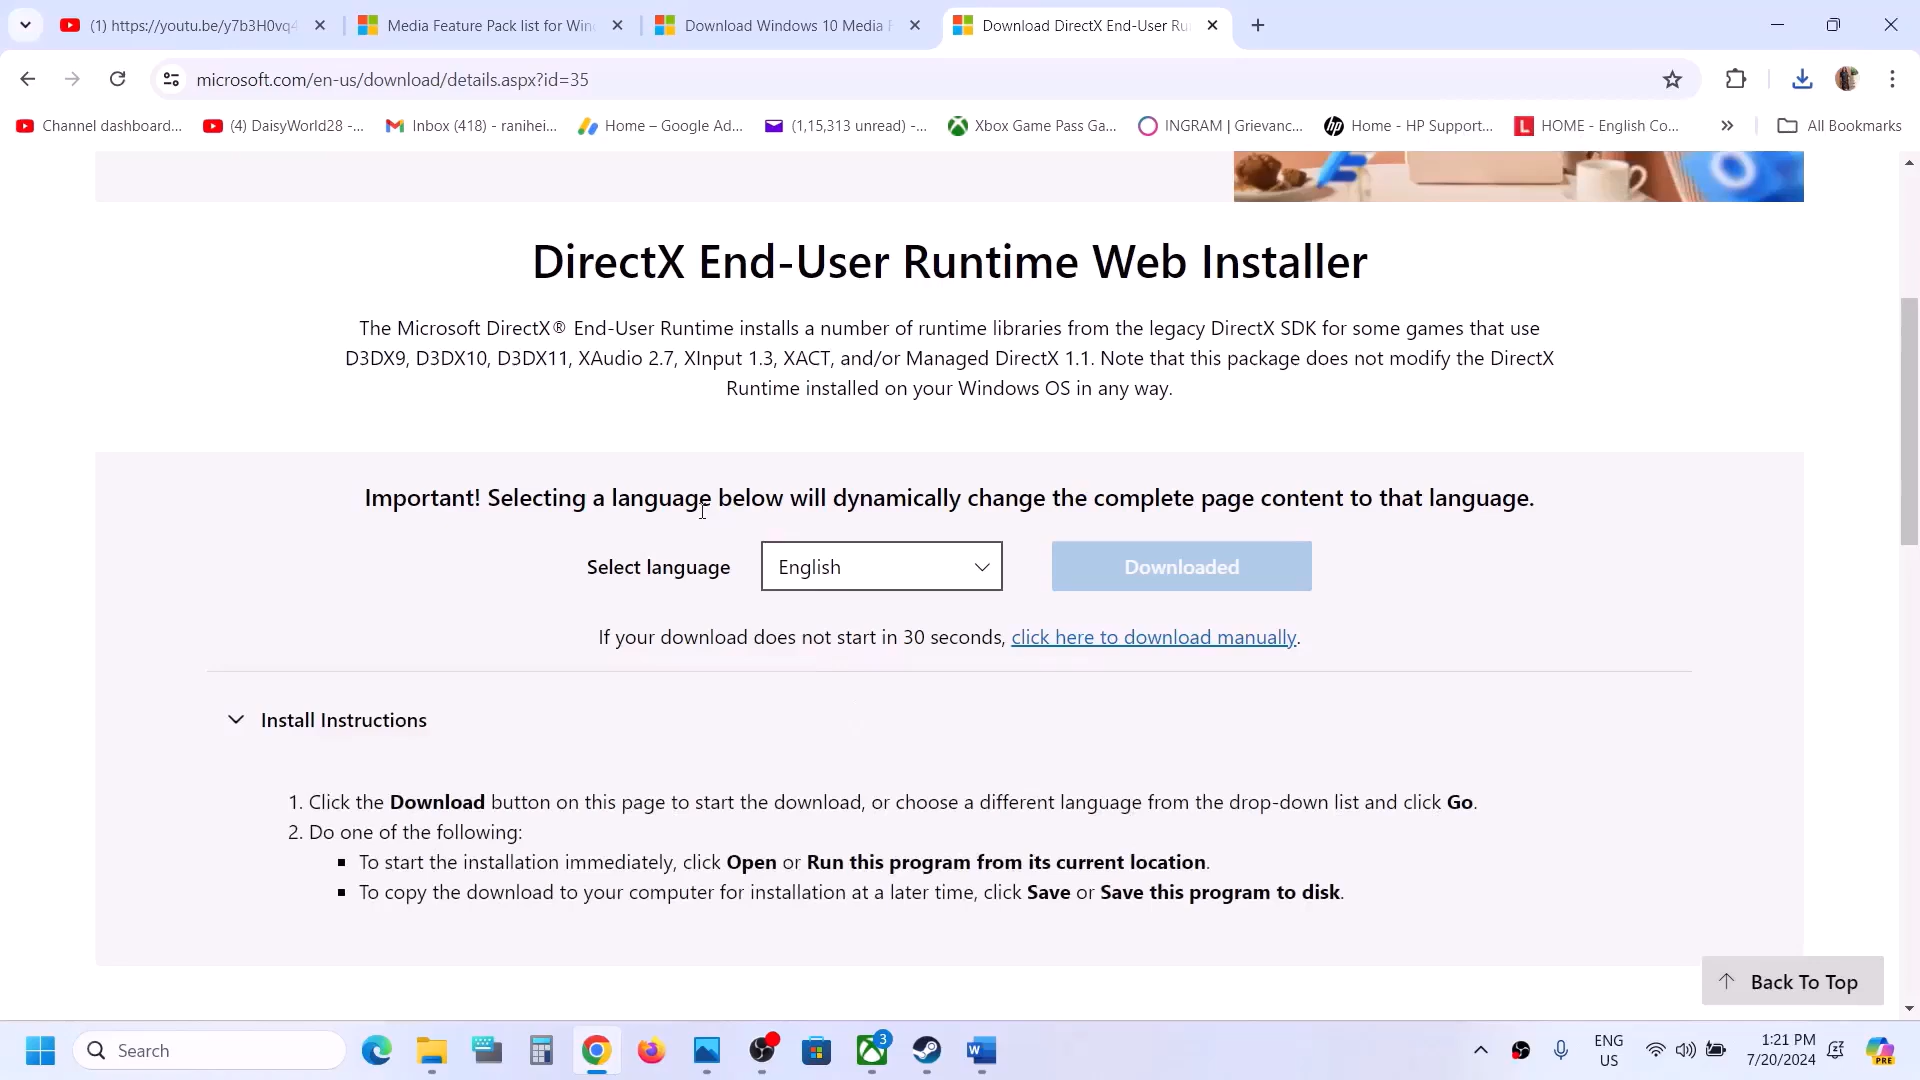 (1) https://youtu.be/y7b3H0vq4
Media Feature Pack list for Win
Download Windows 10 Media F
Download DirectX End-User Ru
microsoft.com/en-us/download/details.aspx?id=35
Channel dashboard...
(4) DaisyWorld28 -...
Inbox (418) - ranihei...
Home – Google Ad...
(1,15,313 unread) -...
Xbox Game Pass Ga...
INGRAM | Grievanc...
Home - HP Support...
HOME - English Co...
All Bookmarks
DirectX End-User Runtime Web Installer
The Microsoft DirectX® End-User Runtime installs a number of runtime libraries from the legacy DirectX SDK for some games that use
D3DX9, D3DX10, D3DX11, XAudio 2.7, XInput 1.3, XACT, and/or Managed DirectX 1.1. Note that this package does not modify the DirectX
Runtime installed on your Windows OS in any way.
Important! Selecting a language below will dynamically change the complete page content to that language.
Select language
English
Downloaded
If your download does not start in 30 seconds, click here to download manually.
Install Instructions
1. Click the Download button on this page to start the download, or choose a different language from the drop-down list and click Go.
2. Do one of the following:
▪ To start the installation immediately, click Open or Run this program from its current location.
▪ To copy the download to your computer for installation at a later time, click Save or Save this program to disk.
Back To Top
Search
3
ENG
US
1:21 PM
7/20/2024
PRE